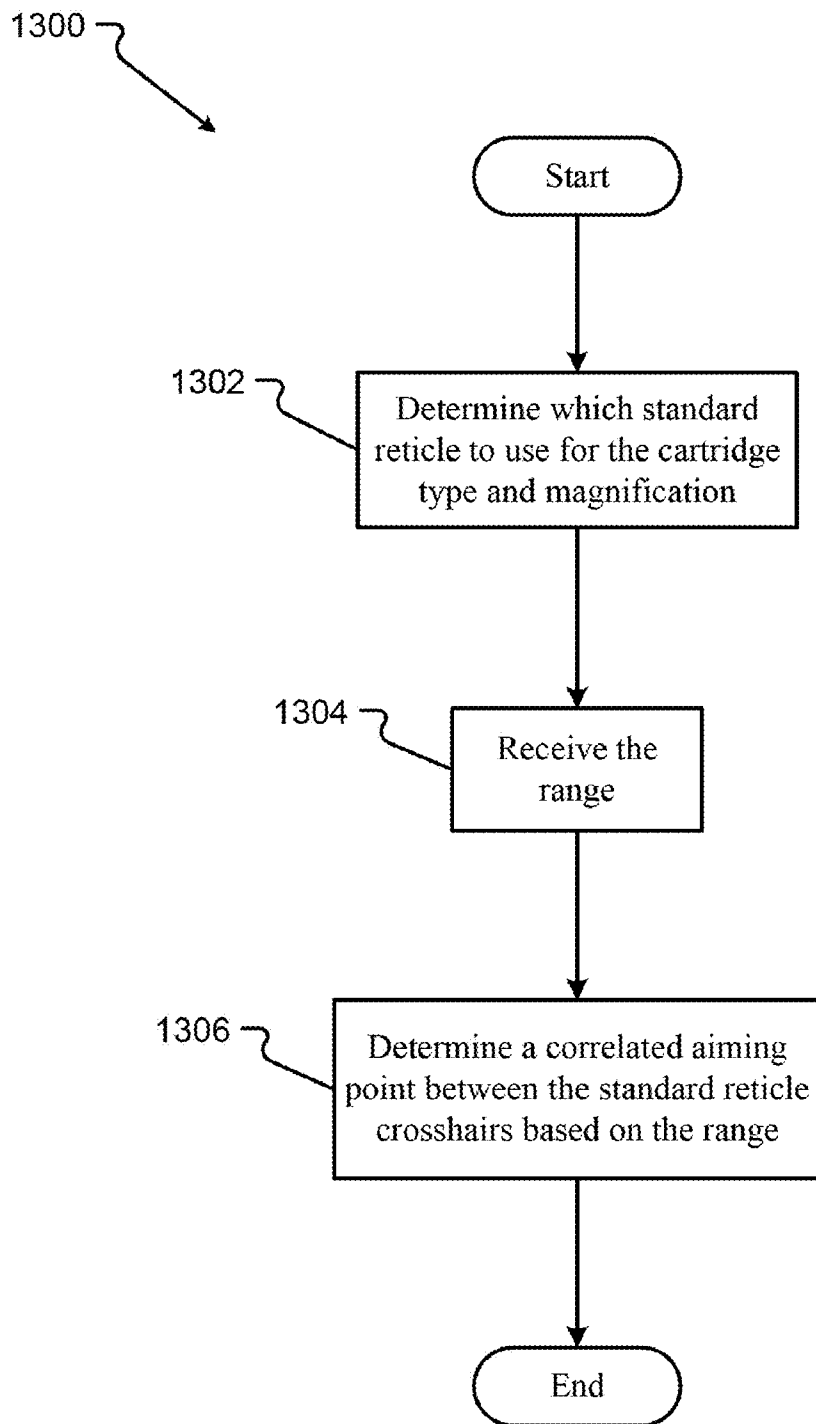 1300
Start
1302
Determine which standard
reticle to use for the cartridge
type and magnification
1304
Receive the
range
1306
Determine a correlated aiming
point between the standard reticle
crosshairs based on the range
End